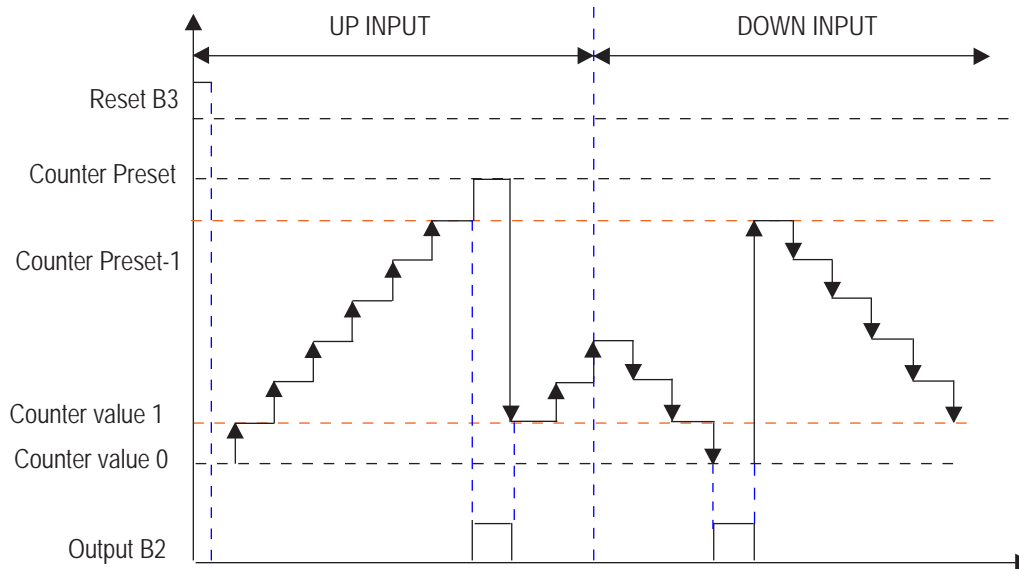 UP INPUT
DOWN INPUT
Reset B3
Counter Preset
Counter Preset-1
Counter value 1
Counter value 0
Output B2